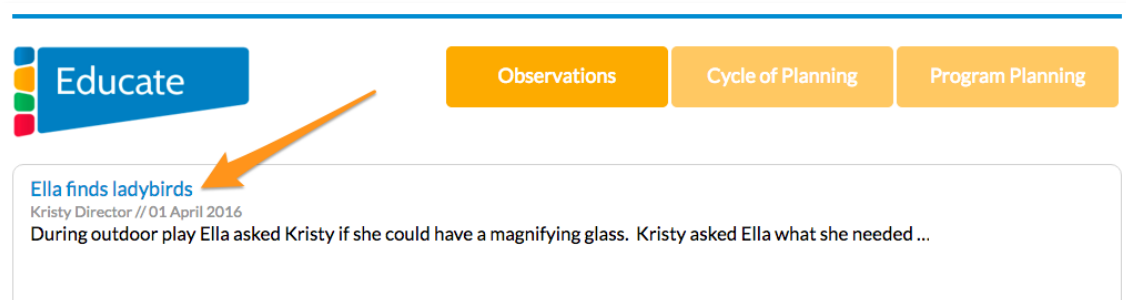 Educate
Observations
Cycle of Planning
Program Planning
Ella finds ladybirds
Kristy Director // 01 April 2016
During outdoor play Ella asked Kristy if she could have a magnifying glass.  Kristy asked Ella what she needed ...